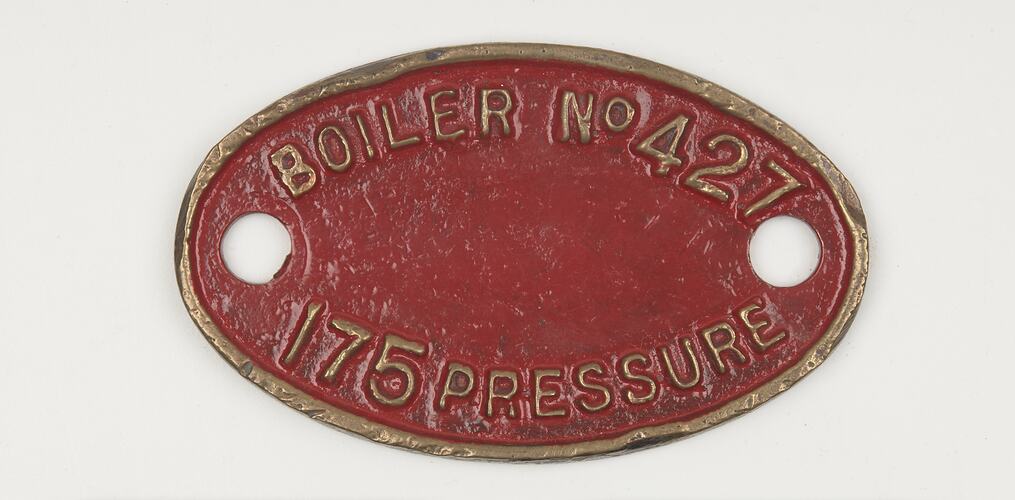 BOILER No 427
175 PRESSURE